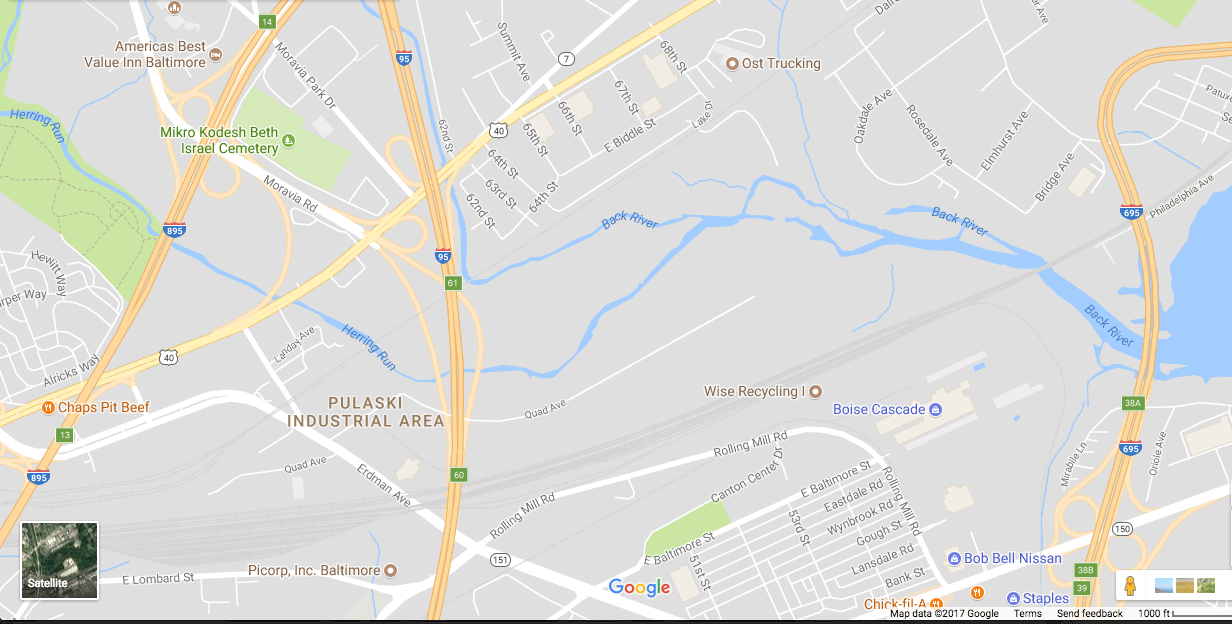 14
95
Summit Ave
7
68th St
Ost Trucking
Americas Best
Value Inn Baltimore
Moravia Park Dr
67th St
66th St
65th St
Lake Dr
Oakdale Ave
Rosedale Ave
Elmhurst Ave
Bridge Ave
Herring Run
Mikro Kodesh Beth
Israel Cemetery
62nd St
40
E Biddle St
64th St
63rd St
62nd St
64th St
Moravia Rd
695
Philadelphia Ave
895
Back River
Back River
95
61
Hewitt Way
40
Landay Ave
Herring Run
Back River
Alricks Way
Chaps Pit Beef
PULASKI
INDUSTRIAL AREA
Quad Ave
Wise Recycling I
Boise Cascade
38A
13
895
Quad Ave
Erdman Ave
60
Rolling Mill Rd
Rolling Mill Rd
Canton Center Dr
E Baltimore St
Eastdale Rd
Wynbrook Rd
Gough St
Lansdale Rd
Bank St
Rolling Mill Rd
53rd St
51st St
E Baltimore St
Mirabile Ln
695
Oriole Ave
150
Satellite
E Lombard St
Picorp, Inc. Baltimore
151
Google
Bob Bell Nissan
38B
39
Chick-fil-A
Staples
Map data ©2017 Google
Terms
Send feedback
1000 ft